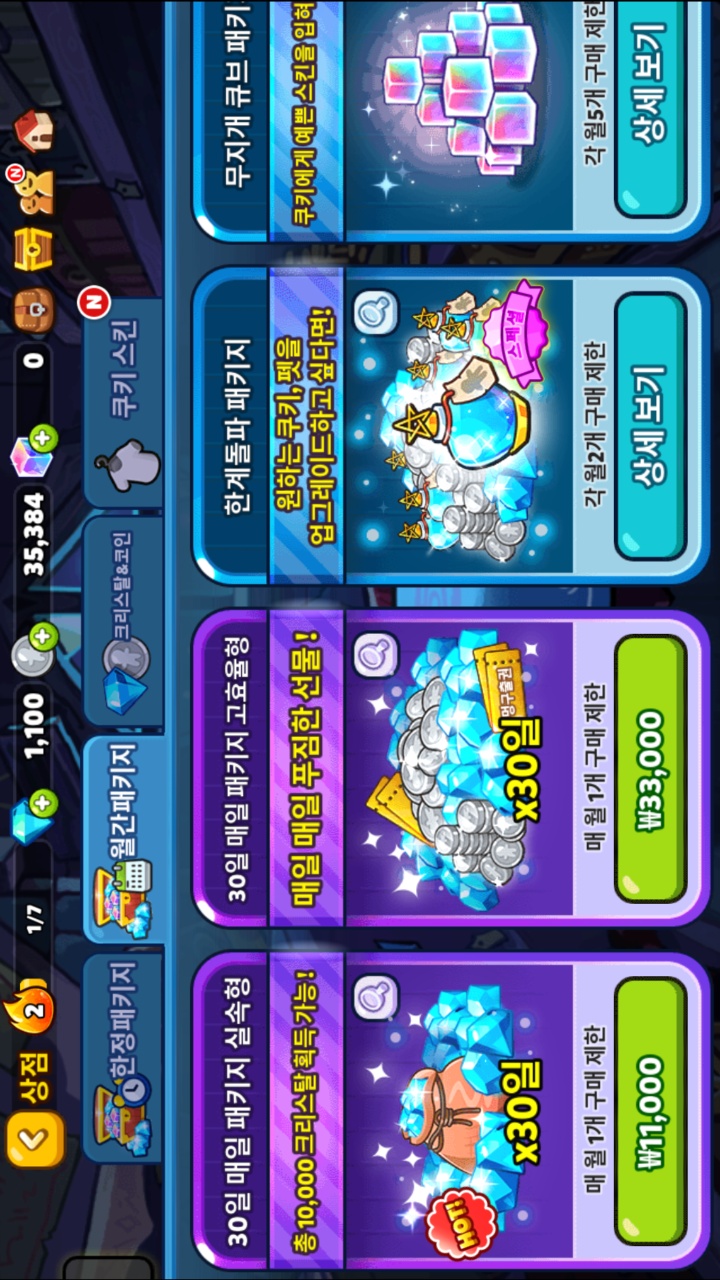 상점
2
1/7
1,100
35,384
0
N
한정패키지
월간패키지
크리스탈&코인
쿠키 스킨
N
30일 매일 패키지 실속형
총 10,000 크리스탈 획득 가능!
HOT!
x30일
매 월 1개 구매 제한
₩11,000
30일 매일 패키지 고효율형
매일 매일 푸짐한 선물!
x30일
매 월 1개 구매 제한
₩33,000
한계돌파 패키지
원하는 쿠키, 펫을
업그레이드하고 싶다면!
스페셜
각 월2개 구매 제한
상세 보기
무지개 큐브 패키
쿠키에게 예쁜 스킨을 입혀
각 월5개 구매 제한
상세 보기